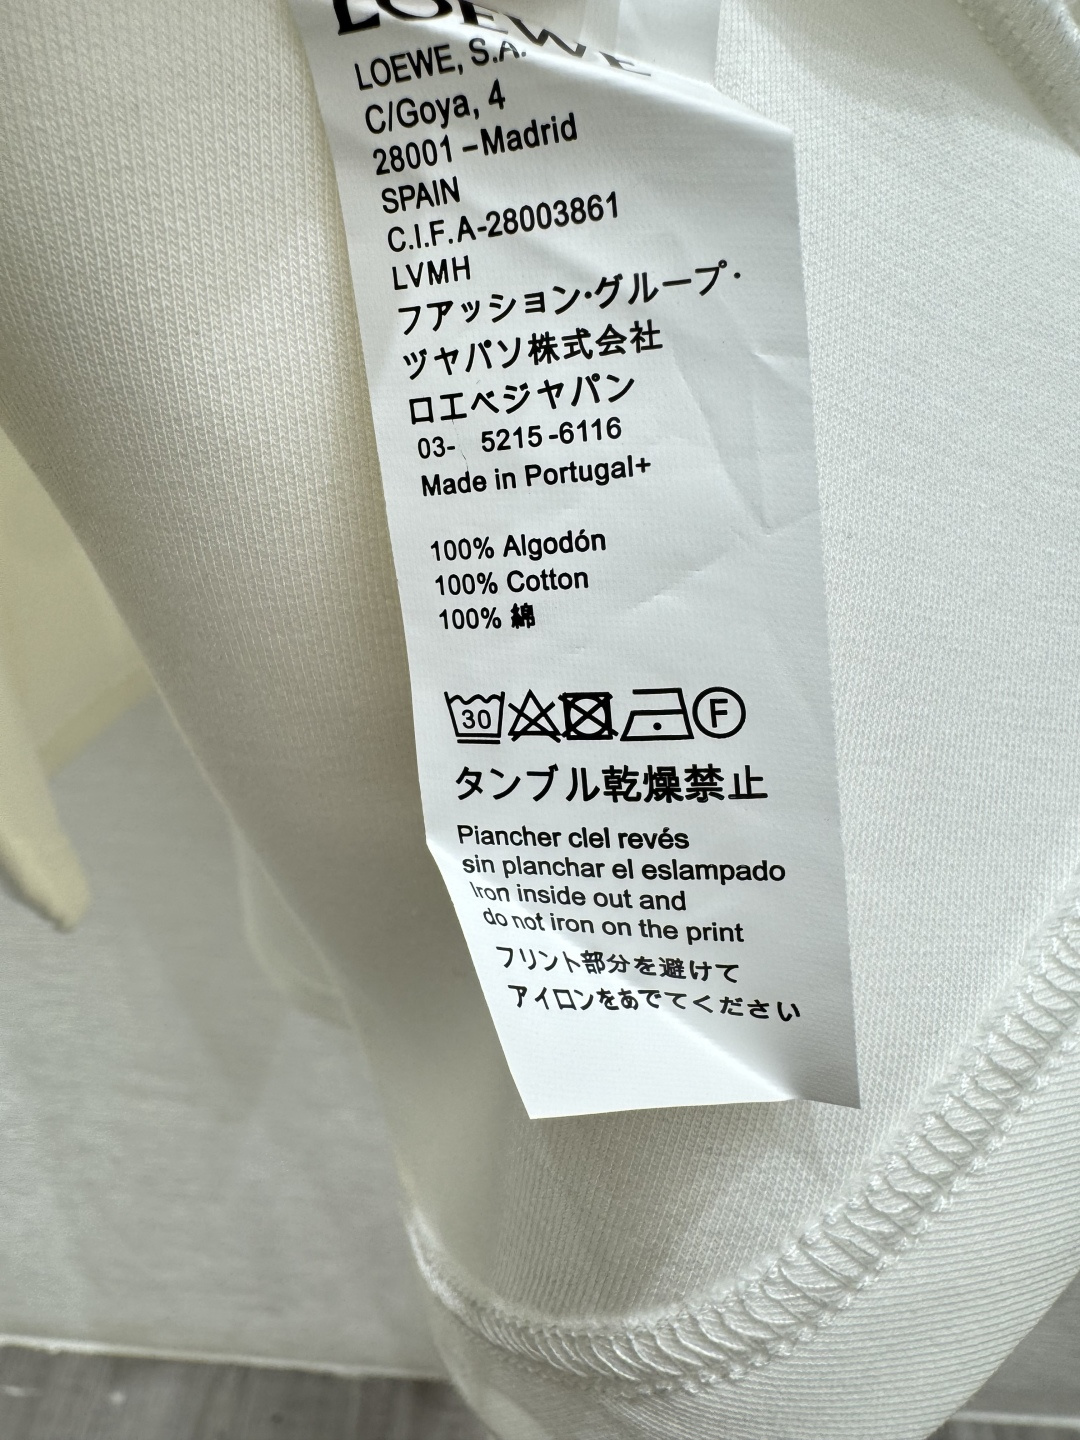 LOEWE
LOEWE, S.A.
C/Goya, 4
28001 -Madrid
SPAIN
C.I.F.A-28003861
LVMH
フアッション·グループ·
ヅヤパソ株式会社
ロエベジヤパン
03- 5215-6116
Made in Portugal+
100% Algodón
100% Cotton
100% 綿
30
F
タンブル乾燥禁止
Piancher clel revés
sin planchar el eslampado
Iron inside out and
do not iron on the print
フリント部分を避けて
アイロンをあでてください